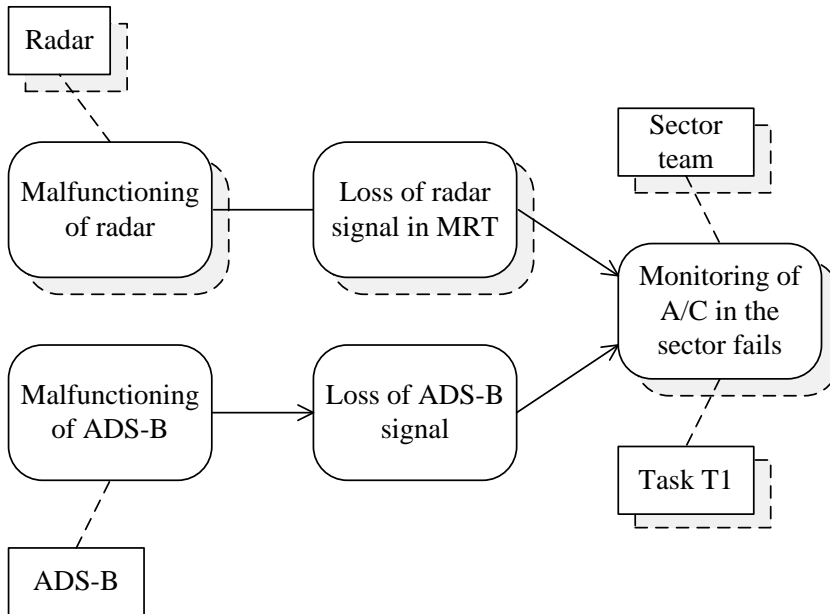 Radar
Malfunctioning
of radar
Loss of radar
signal in MRT
Sector
team
Monitoring of
A/C in the
sector fails
Malfunctioning
of ADS-B
Loss of ADS-B
signal
Task T1
ADS-B